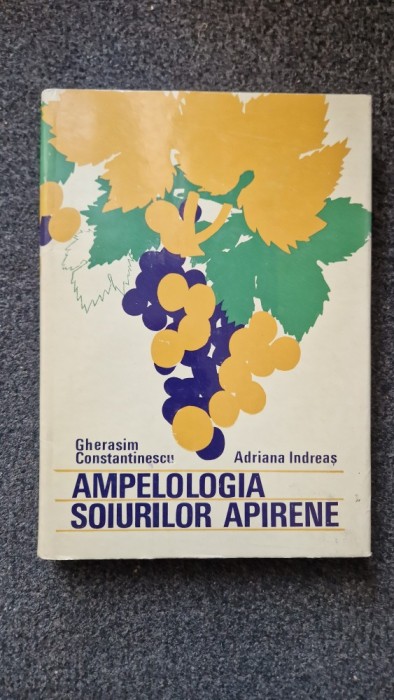 Gherasim
Constantinescu Adriana Indreaș
AMPELOLOGIA
SOIURILOR APIRENE